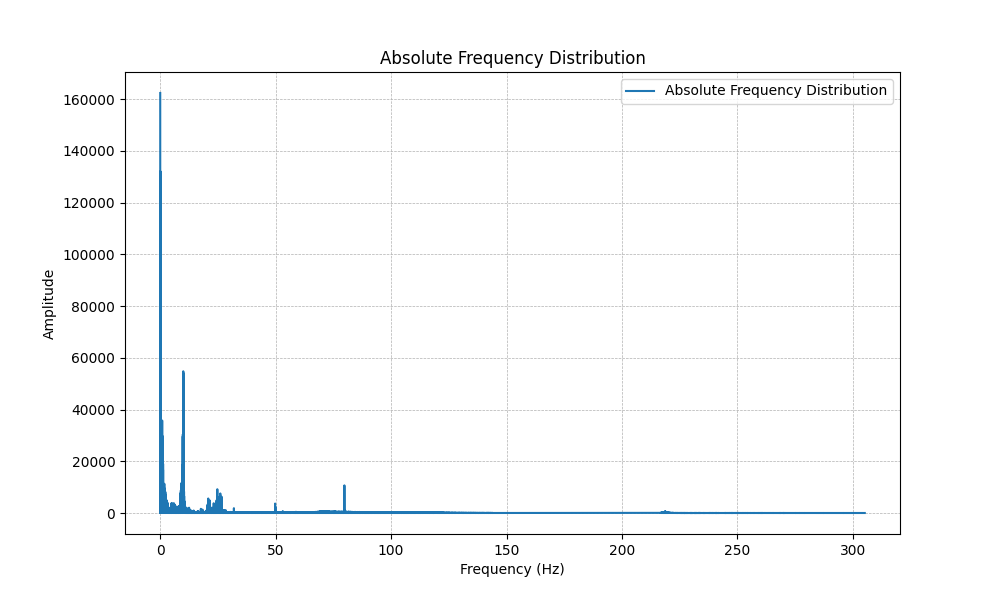 Absolute Frequency Distribution
Absolute Frequency Distribution
160000
140000
120000
100000
80000
60000
40000
20000
0
Amplitude
0 50 100 150 200 250 300
Frequency (Hz)